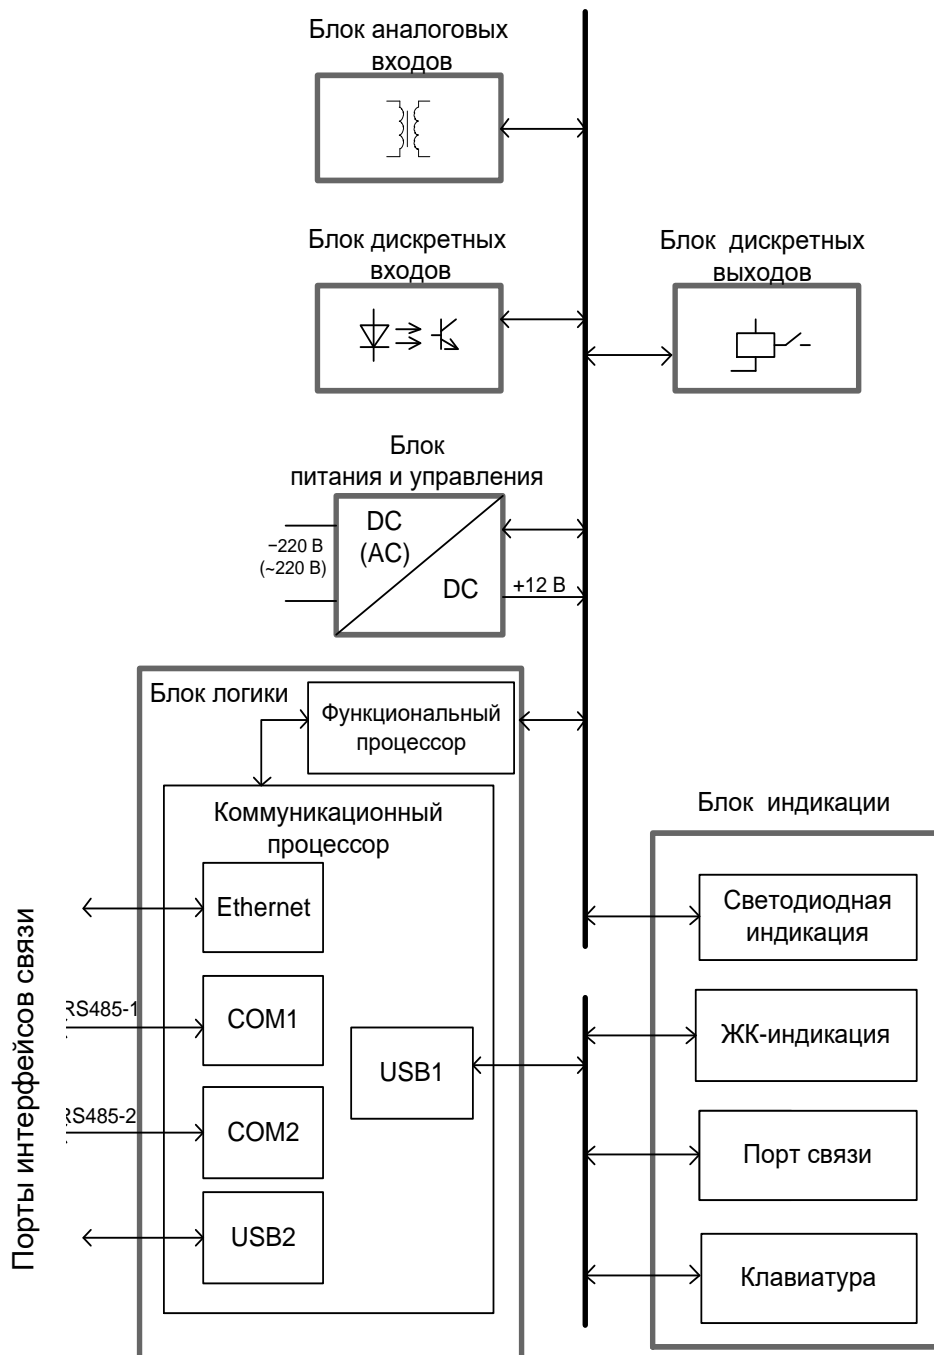 Блок аналоговых
входов
Блок дискретных
входов
Блок дискретных
выходов
Блок
питания и управления
DC
(AC)
−220 В
(~220 В)
DC
+12 В
Блок логики
Функциональный
процессор
Коммуникационный
процессор
Порты интерфейсов связи
Ethernet
RS485-1
COM1
USB1
RS485-2
COM2
USB2
Блок индикации
Светодиодная
индикация
ЖК-индикация
Порт связи
Клавиатура